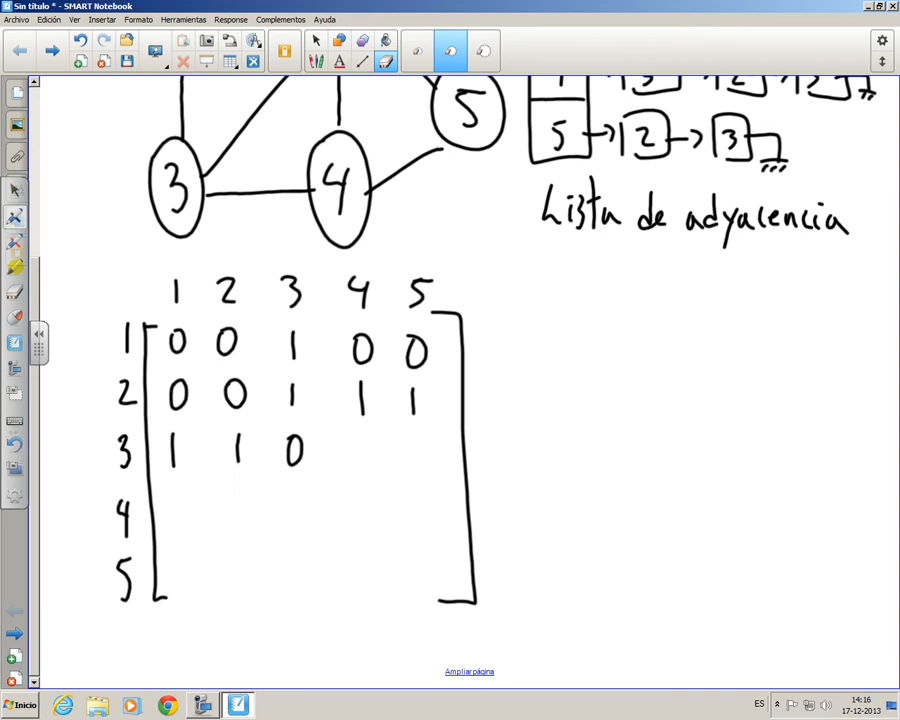 Sin título * - SMART Notebook
Archivo Edición Ver Insertar Formato Herramientas Response Complementos Ayuda
5
3
4
5 2 3
Lista de adyacencia
1 2 3 4 5
1 0 0 1 0 0
2 0 0 1 1 1
3 1 1 0
4
5
Ampliar página
Inicio
ES
14:16
17-12-2013